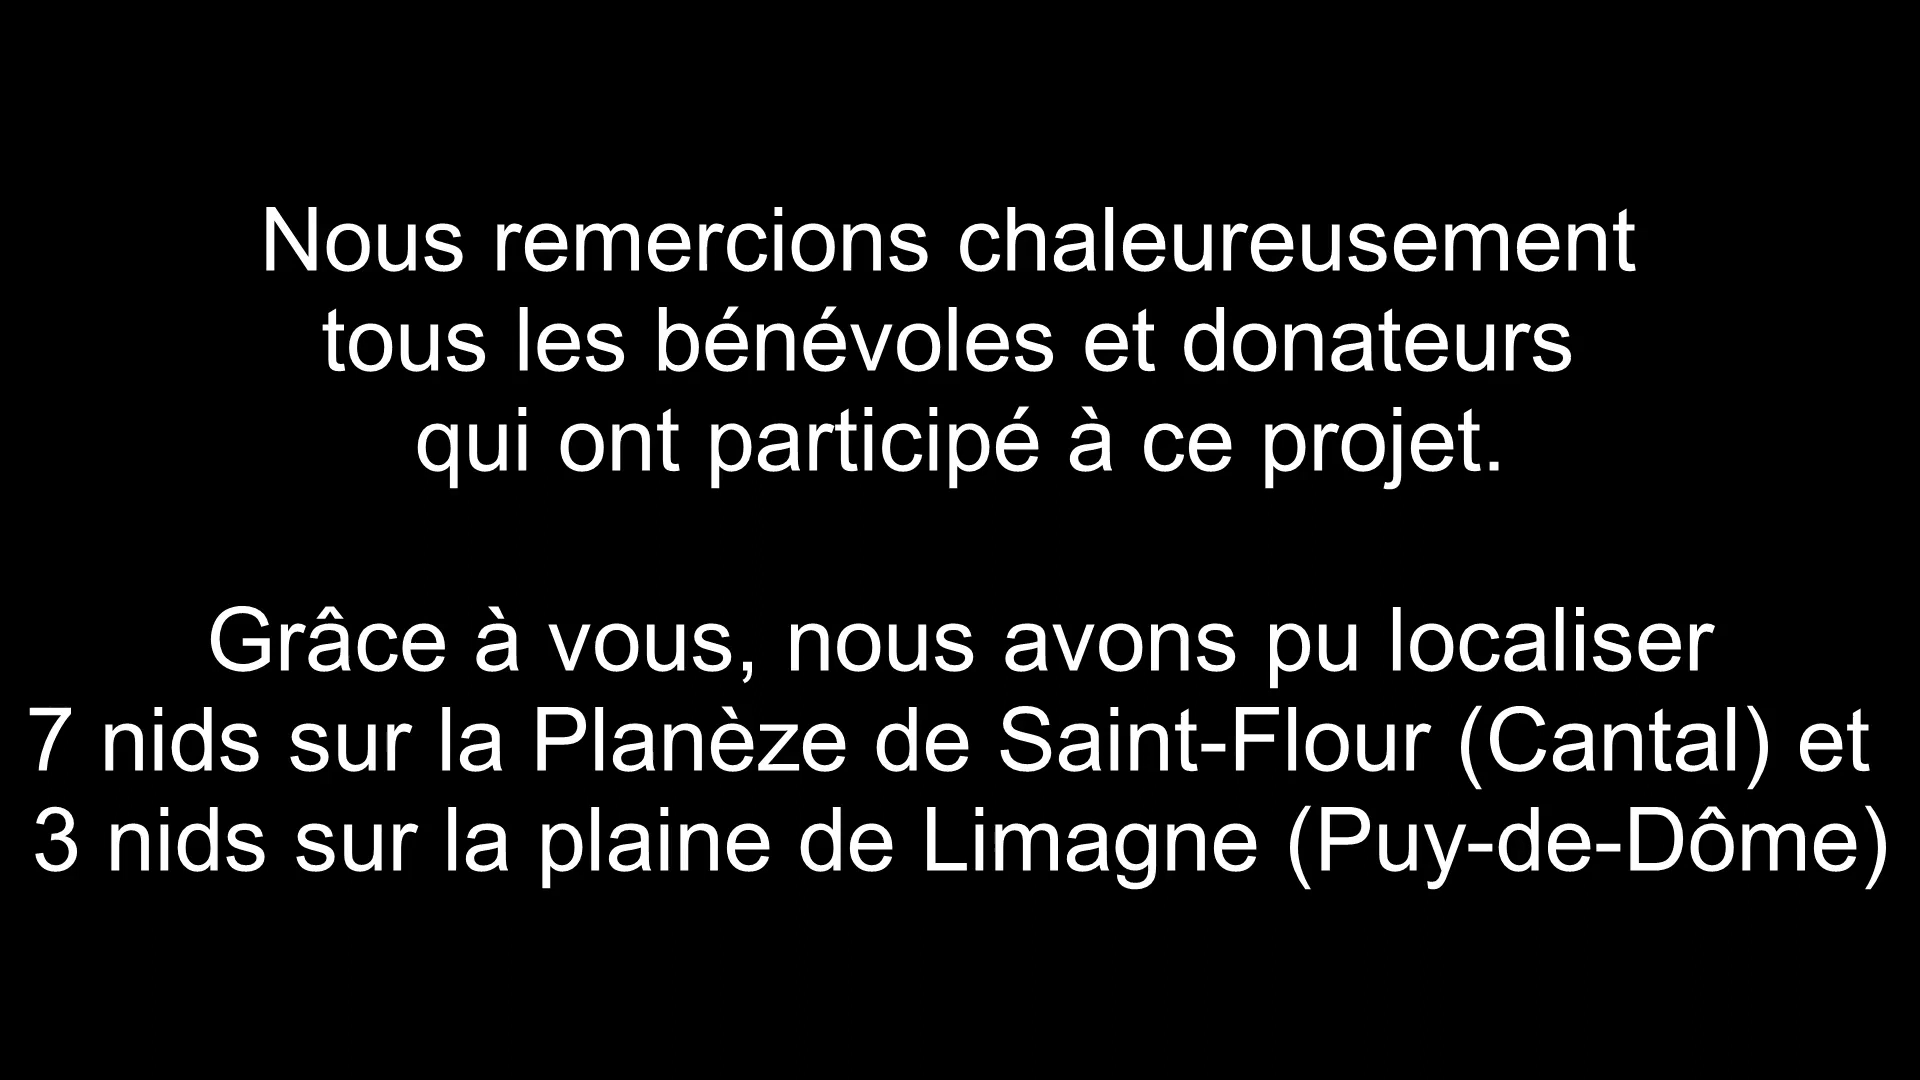 Nous remercions chaleureusement
tous les bénévoles et donateurs
qui ont participé à ce projet.
Grâce à vous, nous avons pu localiser
7 nids sur la Planèze de Saint-Flour (Cantal) et
3 nids sur la plaine de Limagne (Puy-de-Dôme)